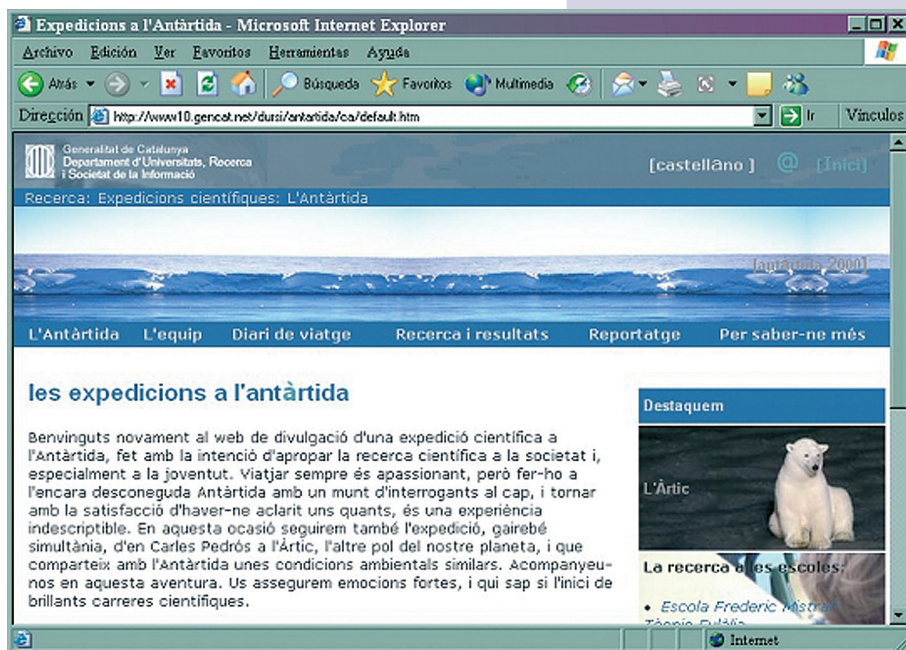 Expedicions a l'Antàrtida - Microsoft Internet Explorer
Archivo Edición Ver Favoritos Herramientas Ayuda
Atrás Búsqueda Favoritos Multimedia
Dirección http://www10.gencat.net/dursi/antartida/ca/default.htm Ir Vínculos
Generalitat de Catalunya
Departament d'Universitats, Recerca
i Societat de la Informació
[castellano ] @ [Inici]
Recerca: Expedicions científiques: L'Antàrtida
[antàrtida 2000]
L'Antàrtida L'equip Diari de viatge Recerca i resultats Reportatge Per saber-ne més
les expedicions a l'antàrtida
Benvinguts novament al web de divulgació d'una expedició científica a
l'Antàrtida, fet amb la intenció d'apropar la recerca científica a la societat i,
especialment a la joventut. Viatjar sempre és apassionant, però fer-ho a
l'encara desconeguda Antàrtida amb un munt d'interrogants al cap, i tornar
amb la satisfacció d'haver-ne aclarit uns quants, és una experiència
indescriptible. En aquesta ocasió seguirem també l'expedició, gairebé
simultània, d'en Carles Pedrós a l'Àrtic, l'altre pol del nostre planeta, i que
comparteix amb l'Antàrtida unes condicions ambientals similars. Acompanyeu-
nos en aquesta aventura. Us assegurem emocions fortes, i qui sap si l'inici de
brillants carreres científiques.
Destaquem
L'Àrtic
La recerca a les escoles:
• Escola Frederic Mistral
Internet